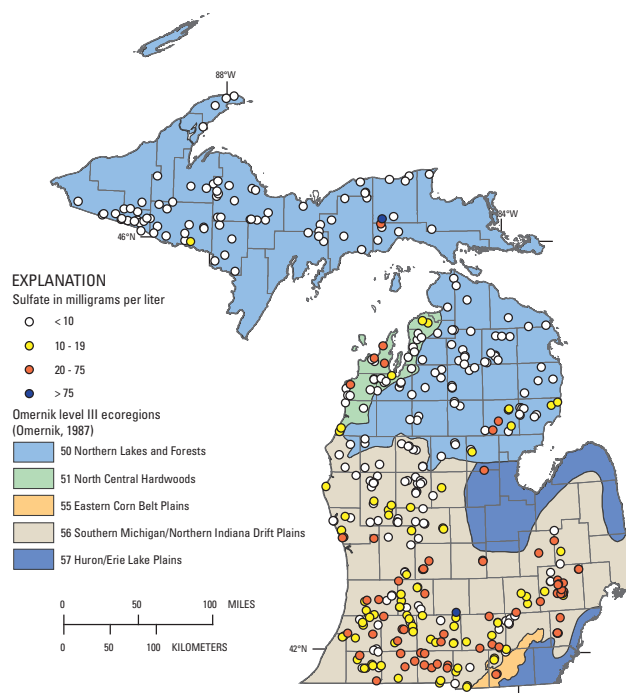 88°W
84°W
46°N
EXPLANATION
Sulfate in milligrams per liter
< 10
10 - 19
20 - 75
> 75
Omernik level III ecoregions
(Omernik, 1987)
50 Northern Lakes and Forests
51 North Central Hardwoods
55 Eastern Corn Belt Plains
56 Southern Michigan/Northern Indiana Drift Plains
57 Huron/Erie Lake Plains
0 50 100 MILES
0 50 100 KILOMETERS
42°N